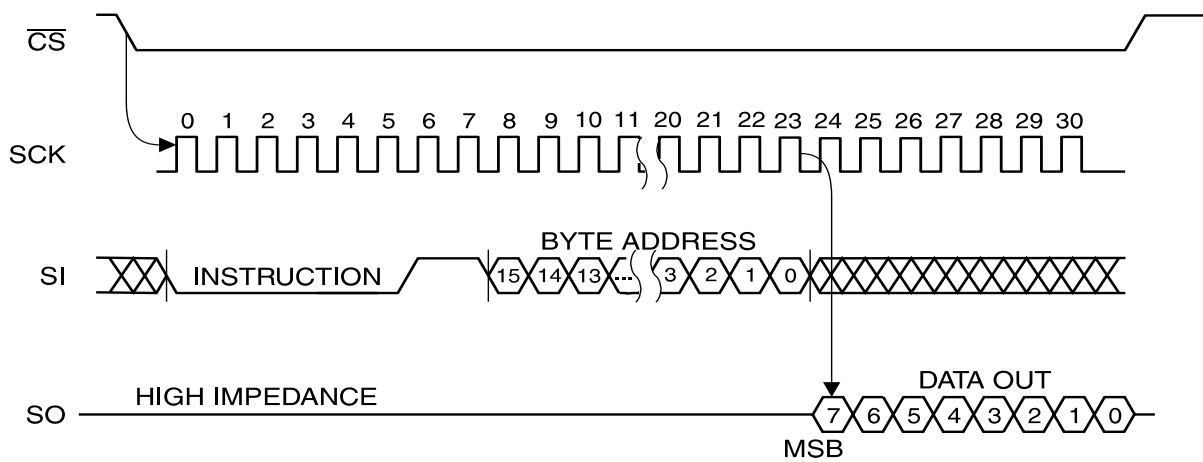 CS
0 1 2 3 4 5 6 7 8 9 10 11 20 21 22 23 24 25 26 27 28 29 30
SCK
BYTE ADDRESS
SI INSTRUCTION 15 14 13 ... 3 2 1 0
HIGH IMPEDANCE DATA OUT
SO 7 6 5 4 3 2 1 0
MSB